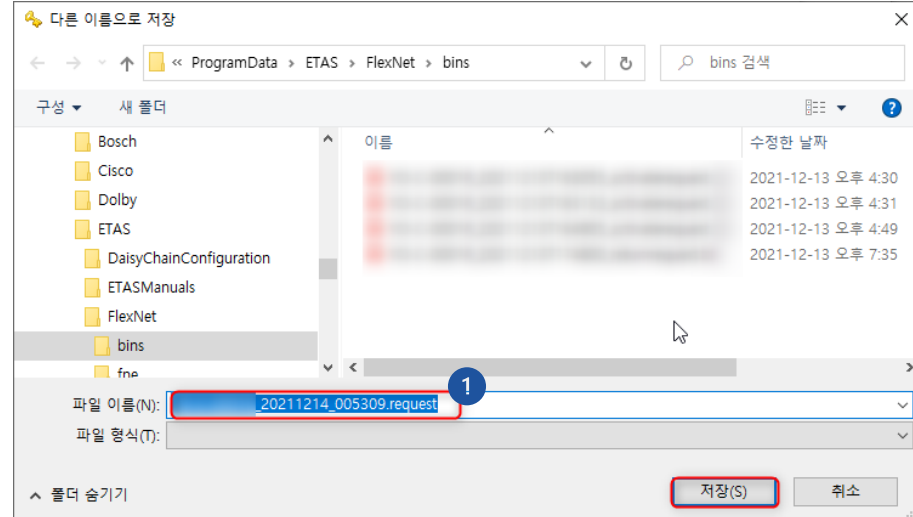 다른 이름으로 저장
« ProgramData > ETAS > FlexNet > bins
bins 검색
구성
새 폴더
Bosch
Cisco
Dolby
ETAS
DaisyChainConfiguration
ETASManuals
FlexNet
bins
fne
이름
수정한 날짜
2021-12-13 오후 4:30
2021-12-13 오후 4:31
2021-12-13 오후 4:49
2021-12-13 오후 7:35
1
파일 이름(N):
_20211214_005309.request
파일 형식(T):
폴더 숨기기
저장(S)
취소